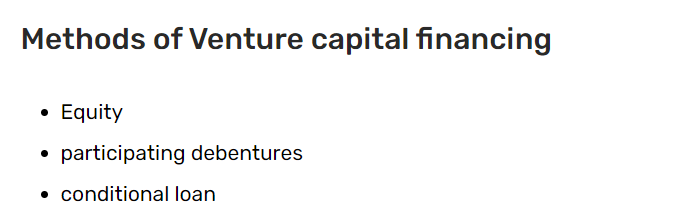 Methods of Venture capital financing
• Equity
• participating debentures
• conditional loan